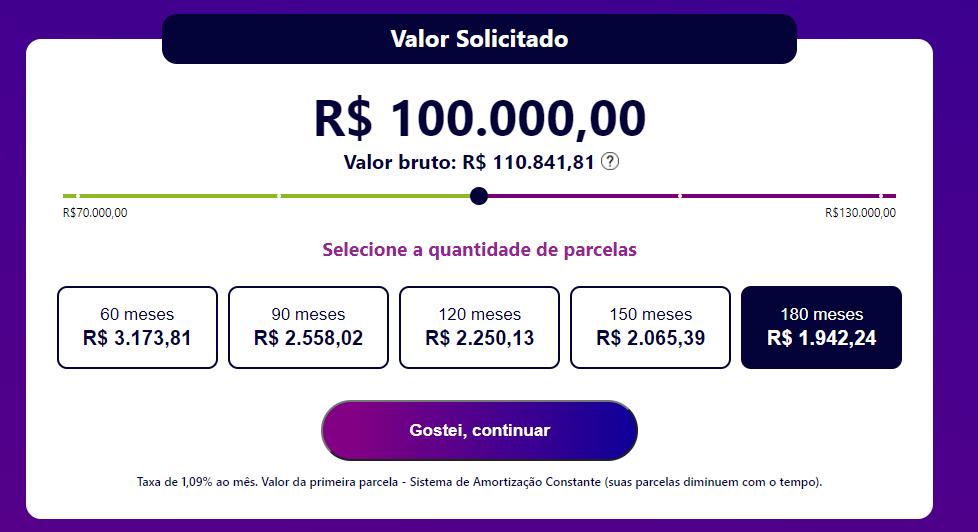 Valor Solicitado
R$ 100.000,00
Valor bruto: R$ 110.841,81 ?
R$70.000,00 R$130.000,00
Selecione a quantidade de parcelas
60 meses 90 meses 120 meses 150 meses 180 meses
R$ 3.173,81 R$ 2.558,02 R$ 2.250,13 R$ 2.065,39 R$ 1.942,24
Gostei, continuar
Taxa de 1,09% ao mês. Valor da primeira parcela - Sistema de Amortização Constante (suas parcelas diminuem com o tempo).